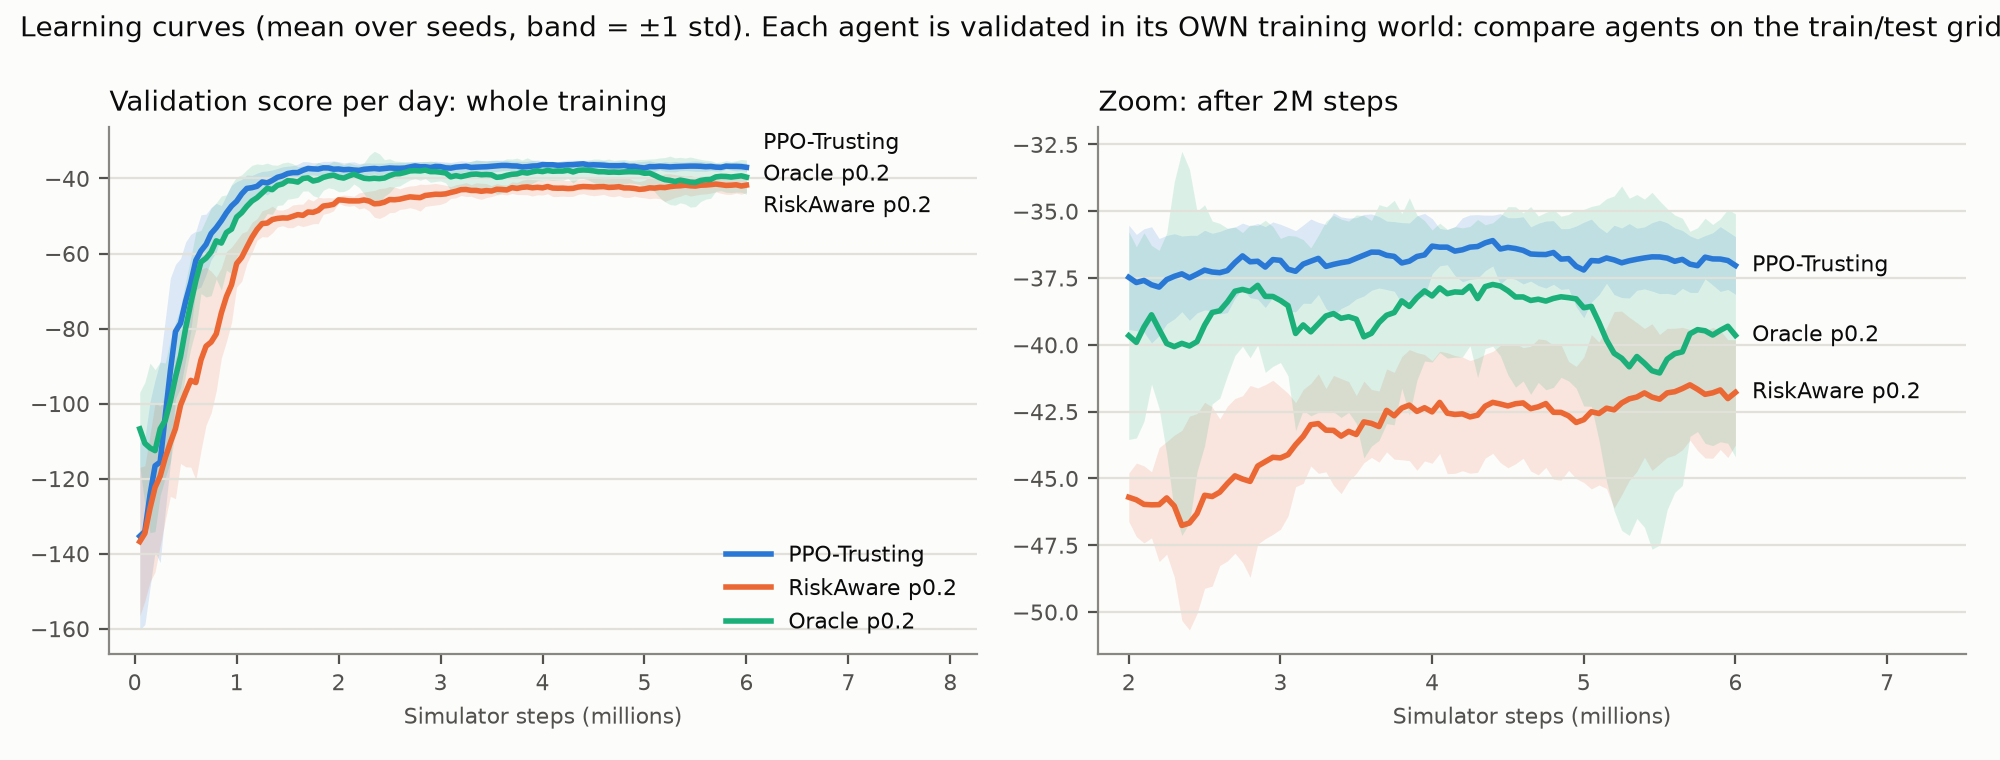 Learning curves (mean over seeds, band = ±1 std). Each agent is validated in its OWN training world: compare agents on the train/test grid
Validation score per day: whole training
−40
−60
−80
−100
−120
−140
−160
0 1 2 3 4 5 6 7 8
Simulator steps (millions)
PPO-Trusting
Oracle p0.2
RiskAware p0.2
PPO-Trusting
RiskAware p0.2
Oracle p0.2
Zoom: after 2M steps
−32.5
−35.0
−37.5
−40.0
−42.5
−45.0
−47.5
−50.0
2 3 4 5 6 7
Simulator steps (millions)
PPO-Trusting
Oracle p0.2
RiskAware p0.2